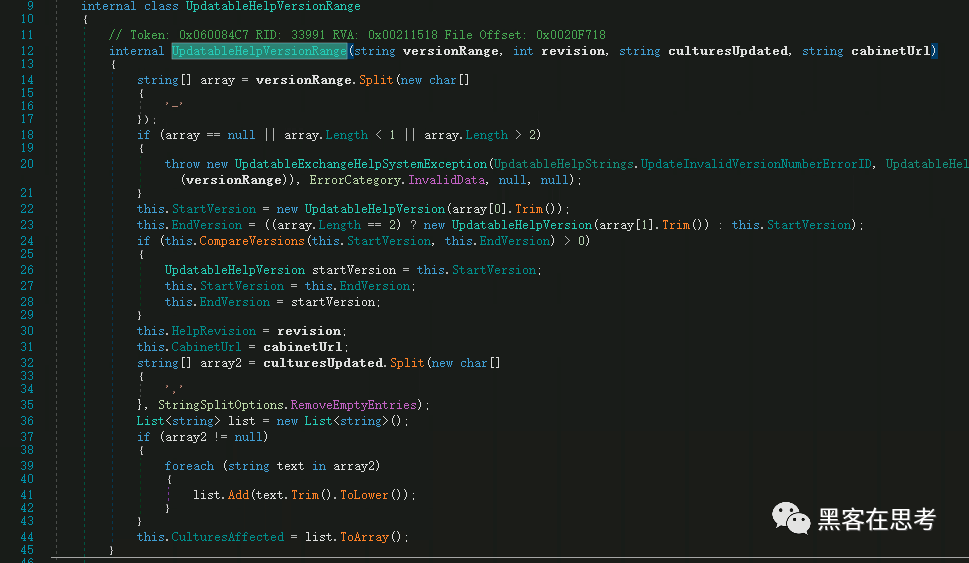 9 internal class UpdatableHelpVersionRange
10 {
11 // Token: 0x060084C7 RID: 33991 RVA: 0x00211518 File Offset: 0x0020F718
12 internal UpdatableHelpVersionRange(string versionRange, int revision, string culturesUpdated, string cabinetUrl)
13 {
14 string[] array = versionRange.Split(new char[]
15 {
16 '-'
17 });
18 if (array == null || array.Length < 1 || array.Length > 2)
19 {
20 throw new UpdatableExchangeHelpSystemException(UpdatableHelpStrings.UpdateInvalidVersionNumberErrorID, UpdatableHel
(versionRange)), ErrorCategory.InvalidData, null, null);
21 }
22 this.StartVersion = new UpdatableHelpVersion(array[0].Trim());
23 this.EndVersion = ((array.Length == 2) ? new UpdatableHelpVersion(array[1].Trim()) : this.StartVersion);
24 if (this.CompareVersions(this.StartVersion, this.EndVersion) > 0)
25 {
26 UpdatableHelpVersion startVersion = this.StartVersion;
27 this.StartVersion = this.EndVersion;
28 this.EndVersion = startVersion;
29 }
30 this.HelpRevision = revision;
31 this.CabinetUrl = cabinetUrl;
32 string[] array2 = culturesUpdated.Split(new char[]
33 {
34 ','
35 }, StringSplitOptions.RemoveEmptyEntries);
36 List<string> list = new List<string>();
37 if (array2 != null)
38 {
39 foreach (string text in array2)
40 {
41 list.Add(text.Trim().ToLower());
42 }
43 }
44 this.CulturesAffected = list.ToArray();
45 }
46
黑客在思考